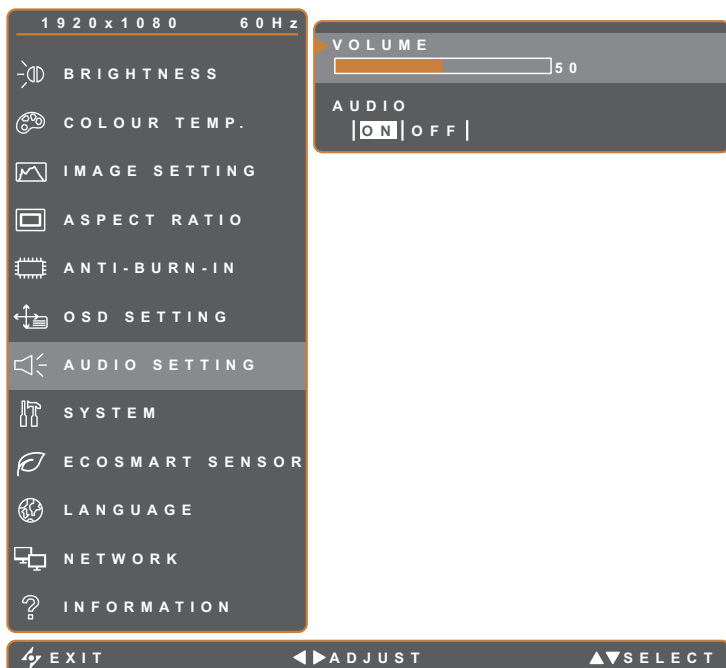 1920x1080 60Hz
BRIGHTNESS
COLOUR TEMP.
IMAGE SETTING
ASPECT RATIO
ANTI-BURN-IN
OSD SETTING
AUDIO SETTING
SYSTEM
ECOSMART SENSOR
LANGUAGE
NETWORK
INFORMATION
VOLUME
50
AUDIO
ON OFF
EXIT ADJUST SELECT